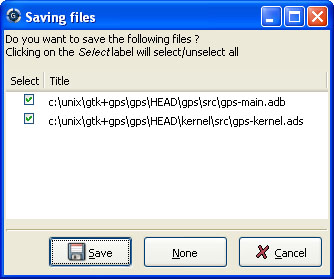 Saving files
Do you want to save the following files ?
Clicking on the Select label will select/unselect all
Select Title
c:\unix\gtk+gps\gps\HEAD\gps\src\gps-main.adb
c:\unix\gtk+gps\gps\HEAD\kernel\src\gps-kernel.ads
Save None Cancel